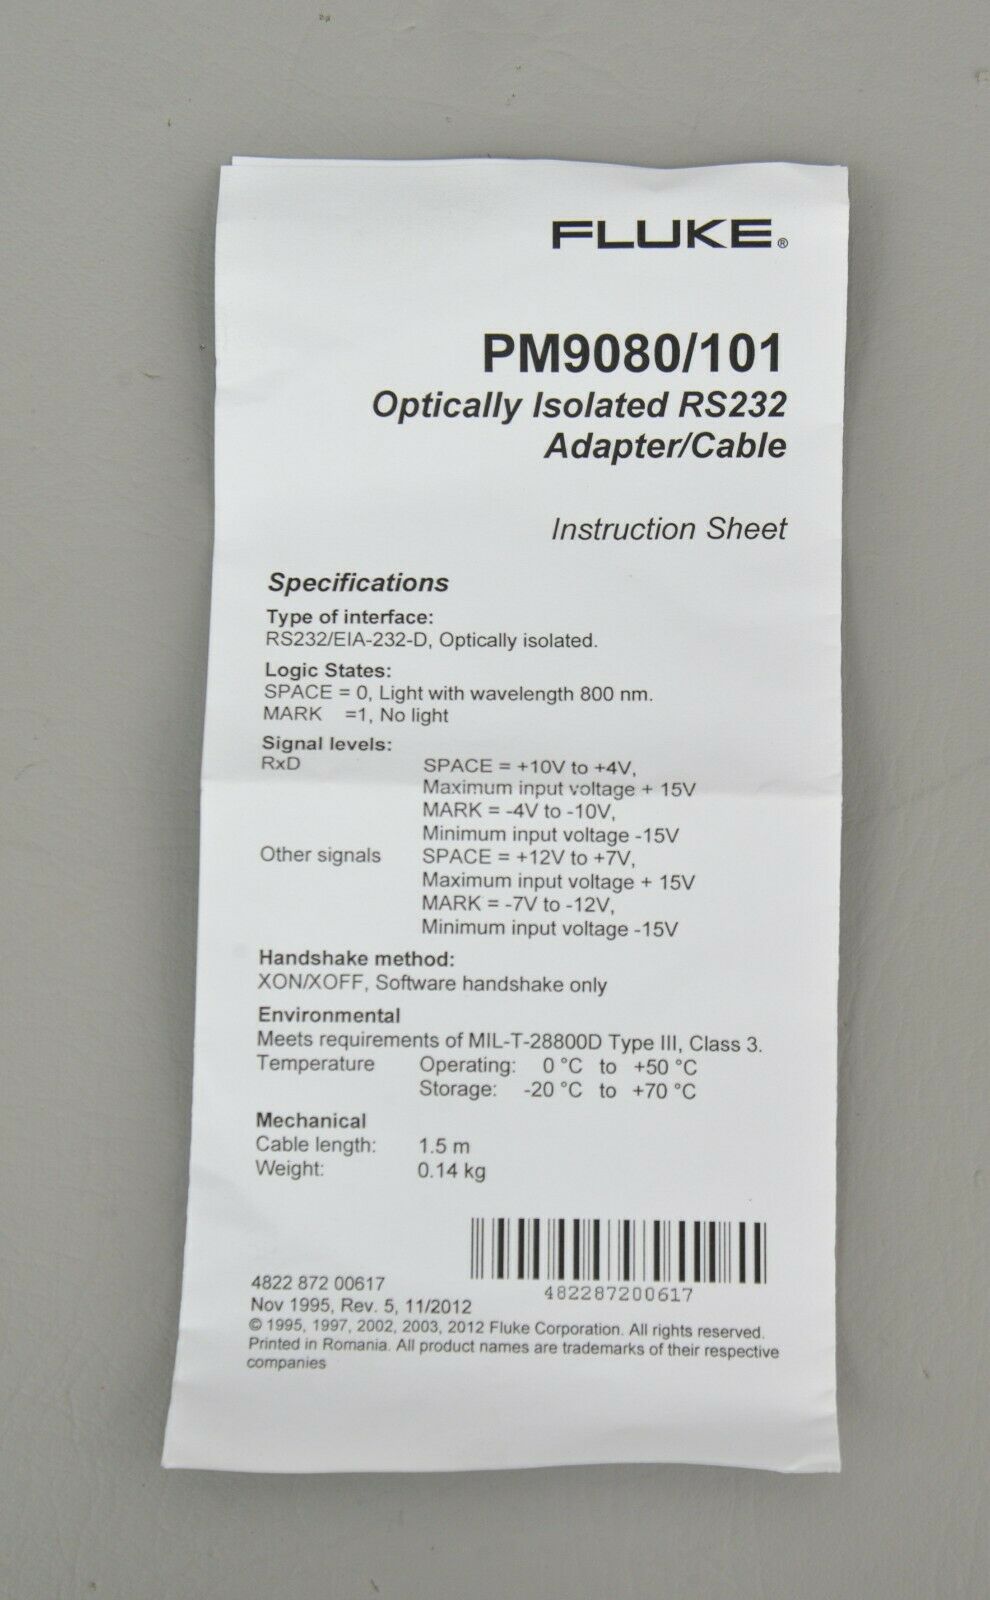 FLUKE®
PM9080/101
Optically Isolated RS232
Adapter/Cable
Instruction Sheet
Specifications
Type of interface:
RS232/EIA-232-D, Optically isolated.
Logic States:
SPACE = 0, Light with wavelength 800 nm.
MARK =1, No light
Signal levels:
RxD SPACE = +10V to +4V,
Maximum input voltage + 15V
MARK = -4V to -10V,
Minimum input voltage -15V
Other signals SPACE = +12V to +7V,
Maximum input voltage + 15V
MARK = -7V to -12V,
Minimum input voltage -15V
Handshake method:
XON/XOFF, Software handshake only
Environmental
Meets requirements of MIL-T-28800D Type III, Class 3.
Temperature Operating: 0 °C to +50 °C
Storage: -20 °C to +70 °C
Mechanical
Cable length: 1.5 m
Weight: 0.14 kg
482287200617
4822 872 00617
Nov 1995, Rev. 5, 11/2012
© 1995, 1997, 2002, 2003, 2012 Fluke Corporation. All rights reserved.
Printed in Romania. All product names are trademarks of their respective
companies